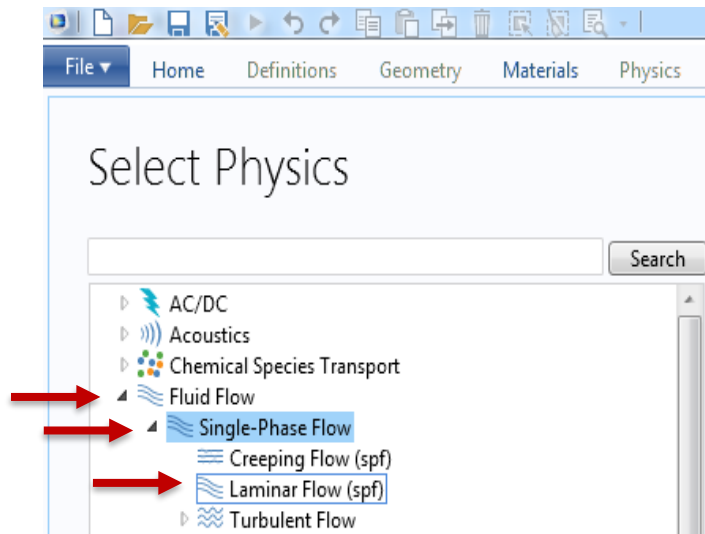 File Home Definitions Geometry Materials Physics
Select Physics
Search
AC/DC
Acoustics
Chemical Species Transport
Fluid Flow
Single-Phase Flow
Creeping Flow (spf)
Laminar Flow (spf)
Turbulent Flow